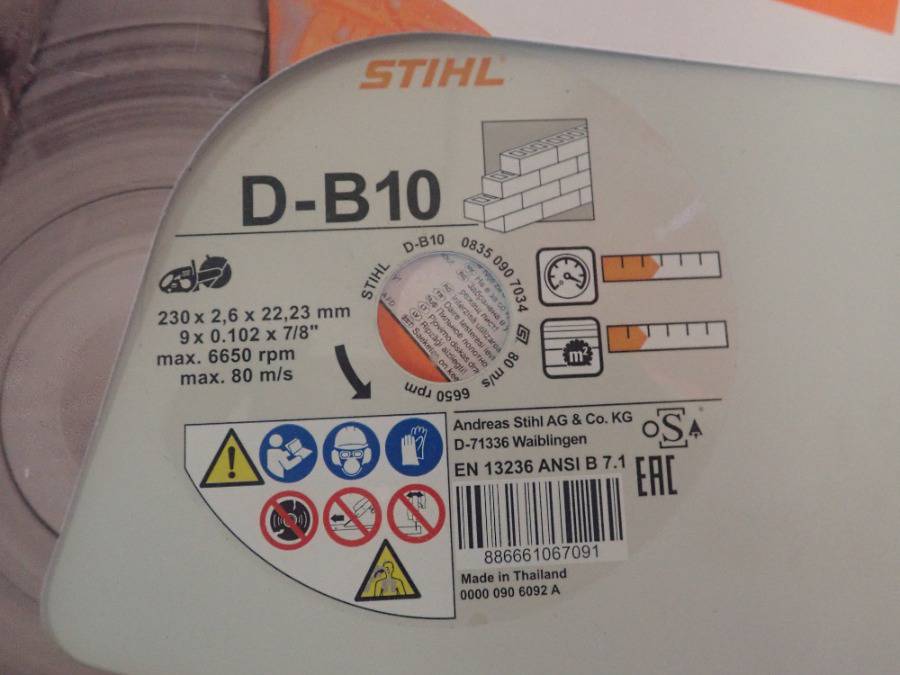 STIHL
D-B10
STIHL D-B10 0835 090 7034 80 m/s 6650 rpm
230 x 2,6 x 22,23 mm
9 x 0.102 x 7/8"
max. 6650 rpm
max. 80 m/s
m²
Andreas Stihl AG & Co. KG
D-71336 Waiblingen
oSa
EN 13236 ANSI B 7.1
EAC
886661067091
Made in Thailand
0000 090 6092 A